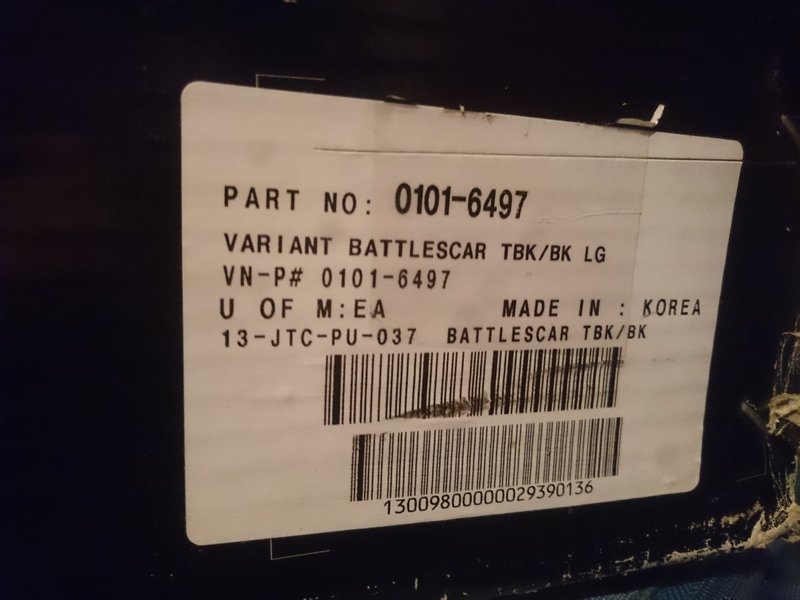 PART NO: 0101-6497
VARIANT BATTLESCAR TBK/BK LG
VN-P# 0101-6497
U OF M:EA MADE IN : KOREA
13-JTC-PU-037 BATTLESCAR TBK/BK
13009800000029390136